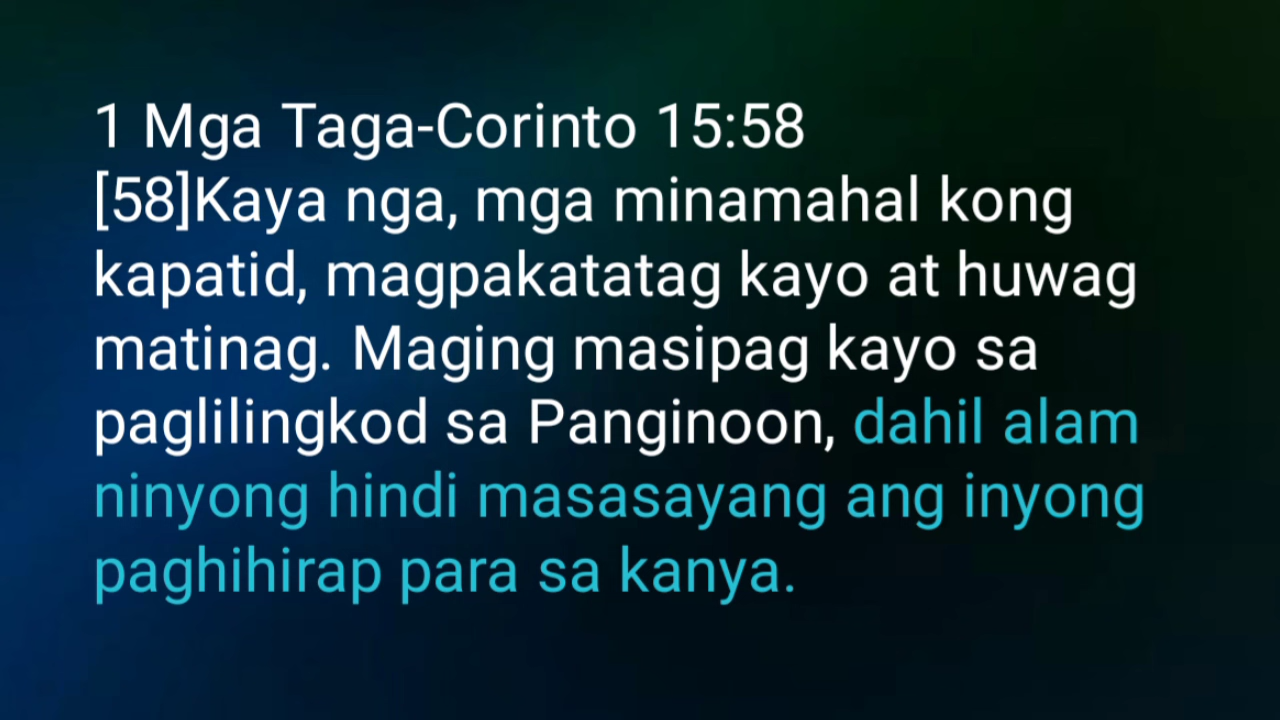 1 Mga Taga-Corinto 15:58
[58]Kaya nga, mga minamahal kong
kapatid, magpakatatag kayo at huwag
matinag. Maging masipag kayo sa
paglilingkod sa Panginoon, dahil alam
ninyong hindi masasayang ang inyong
paghihirap para sa kanya.